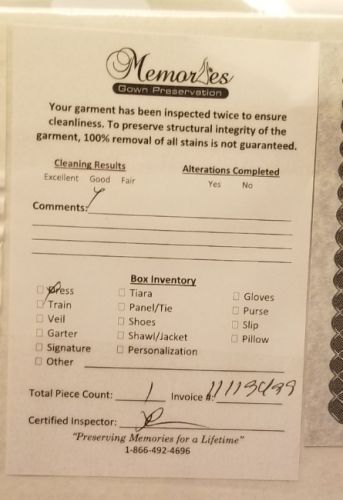 Memories
Gown Preservation
Your garment has been inspected twice to ensure
cleanliness. To preserve structural integrity of the
garment, 100% removal of all stains is not guaranteed.
Cleaning Results Alterations Completed
Excellent Good Fair Yes No
Comments:
Box Inventory
☐ Dress ☐ Tiara ☐ Gloves
☐ Train ☐ Panel/Tie ☐ Purse
☐ Veil ☐ Shoes ☐ Slip
☐ Garter ☐ Shawl/Jacket ☐ Pillow
☐ Signature ☐ Personalization
☐ Other
Total Piece Count: 1 Invoice #:
Certified Inspector:
"Preserving Memories for a Lifetime"
1-866-492-4696